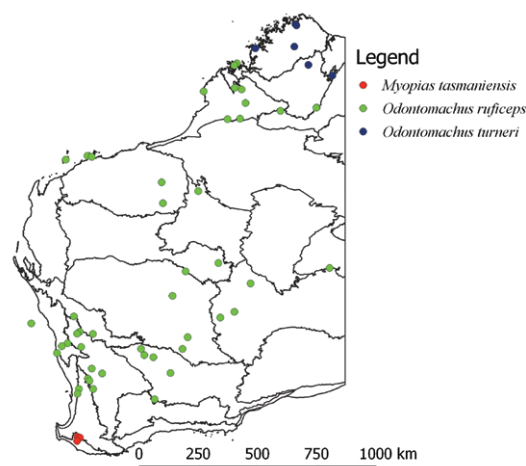 Legend
Myopias tasmaniensis
Odontomachus ruficeps
Odontomachus turneri
0 250 500 750 1000 km